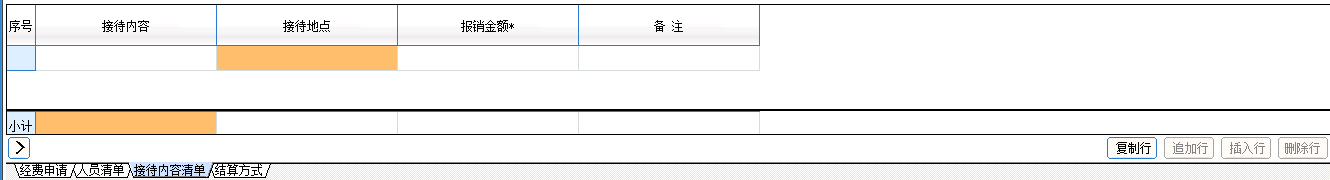 序号 接待内容 接待地点 报销金额* 备 注
小计
> 复制行 追加行 插入行 删除行
经费申请 人员清单 接待内容清单 结算方式